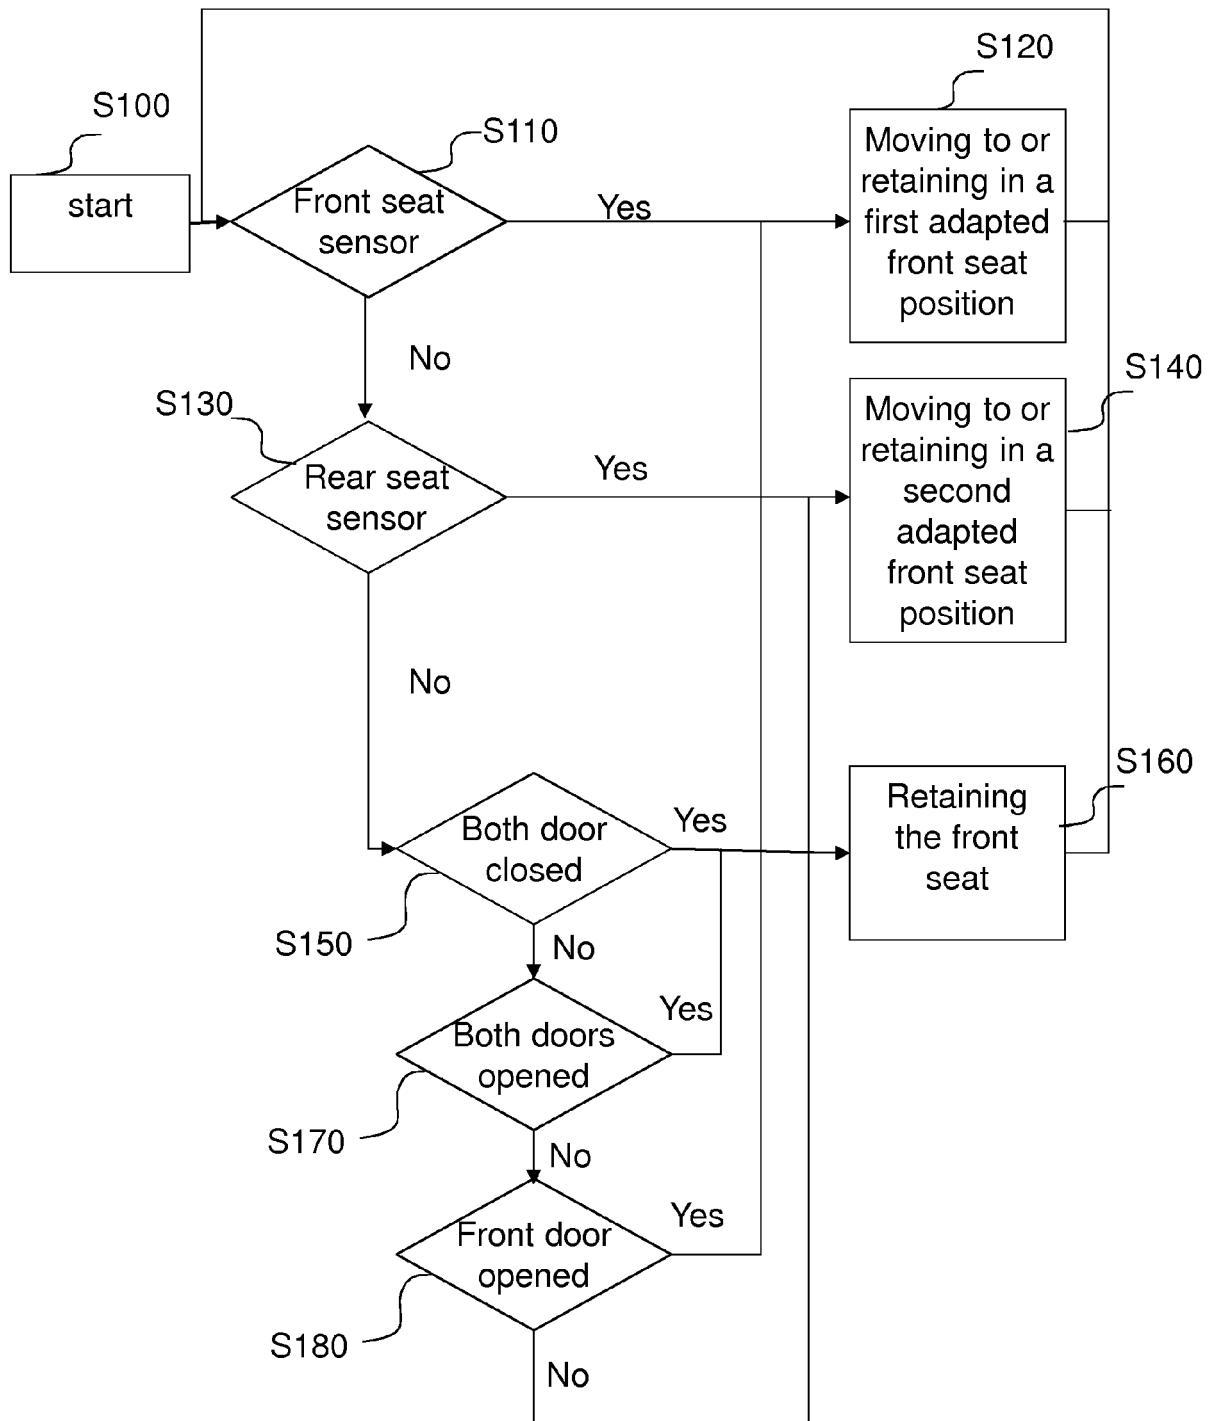 S120
S100
S110
start
Front seat
sensor
Yes
Moving to or
retaining in a
first adapted
front seat
position
No
S130
S140
Rear seat
sensor
Yes
Moving to or
retaining in a
second
adapted
front seat
position
No
S160
Both door
closed
Yes
Retaining
the front
seat
S150
No
Both doors
opened
Yes
S170
No
Front door
opened
Yes
S180
No